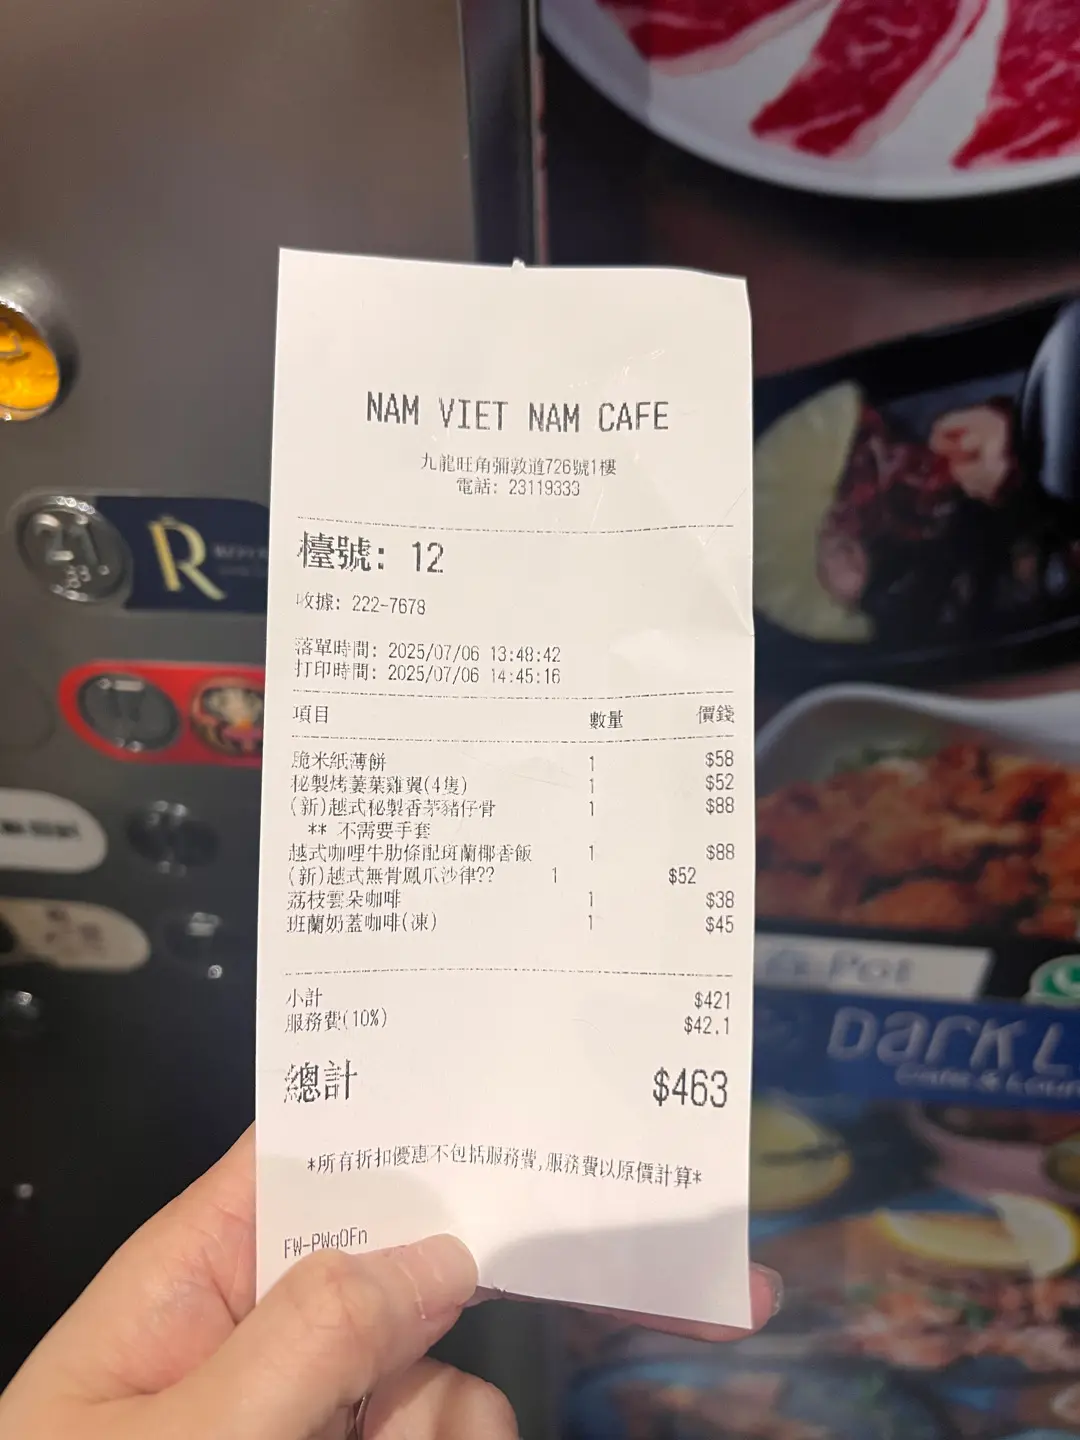 NAM VIET NAM CAFE
九龍旺角彌敦道726號1樓
電話: 23119333
檯號: 12
收據: 222-7678
落單時間: 2025/07/06 13:48:42
打印時間: 2025/07/06 14:45:16
項目 數量 價錢
脆米紙薄餅 1 $58
秘製烤蔞葉雞翼(4隻) 1 $52
(新)越式秘製香茅豬仔骨 1 $88
** 不需要手套
越式咖哩牛肋條配斑蘭椰香飯 1 $88
(新)越式無骨鳳爪沙律?? 1 $52
荔枝雲朵咖啡 1 $38
班蘭奶蓋咖啡(凍) 1 $45
小計 $421
服務費(10%) $42.1
總計 $463
*所有折扣優惠不包括服務費,服務費以原價計算*
FW-PWgOFn
21
R
Pot
Dark L